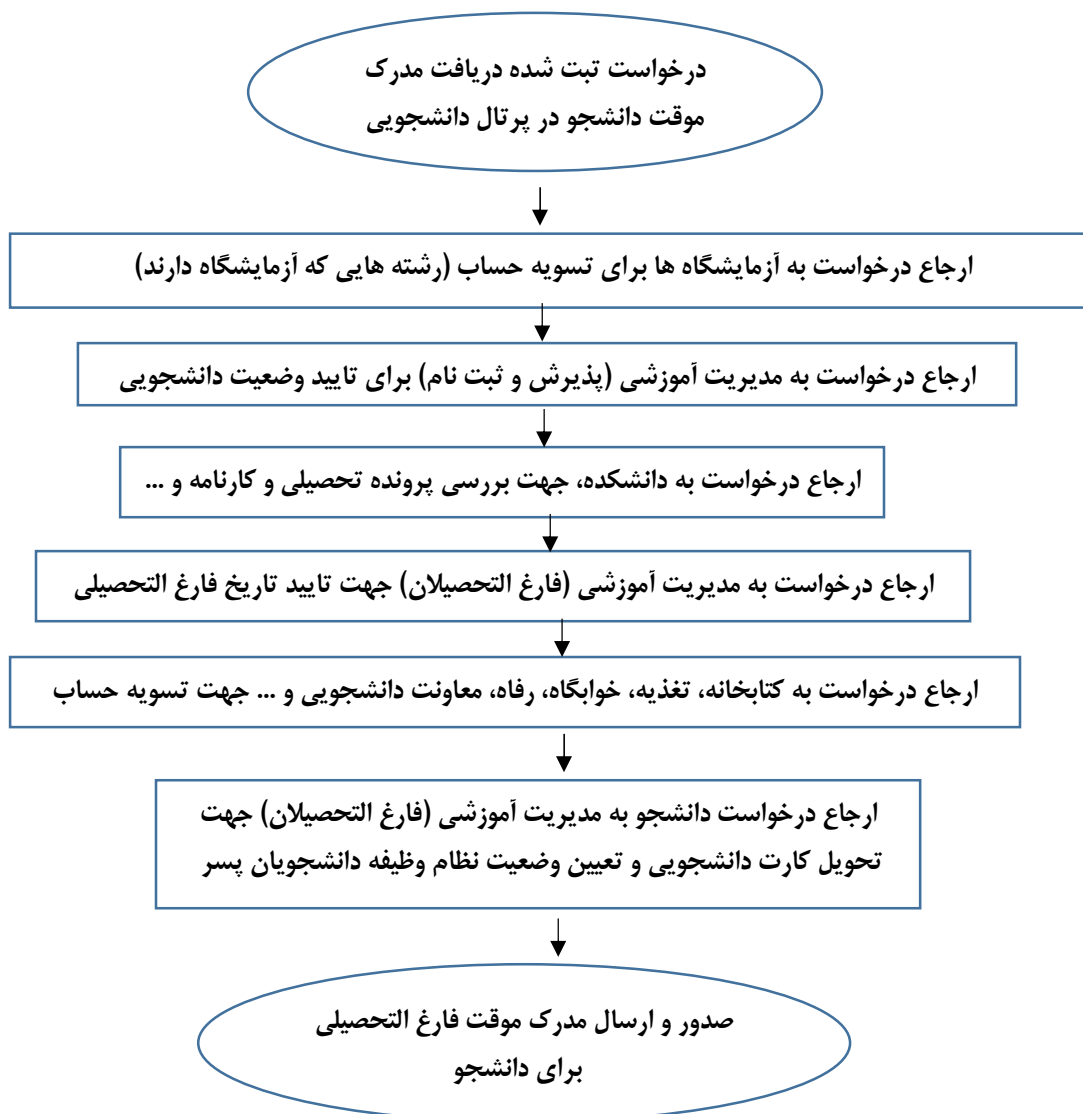 درخواست ثبت شده دریافت مدرک
موقت دانشجو در پرتال دانشجویی
ارجاع درخواست به آزمایشگاه ها برای تسویه حساب (رشته هایی که آزمایشگاه دارند)
ارجاع درخواست به مدیریت آموزشی (پذیرش و ثبت نام) برای تایید وضعیت دانشجویی
ارجاع درخواست به دانشکده، جهت بررسی پرونده تحصیلی و کارنامه و ...
ارجاع درخواست به مدیریت آموزشی (فارغ التحصیلان) جهت تایید تاریخ فارغ التحصیلی
ارجاع درخواست به کتابخانه، تغذیه، خوابگاه، رفاه، معاونت دانشجویی و ... جهت تسویه حساب
ارجاع درخواست دانشجو به مدیریت آموزشی (فارغ التحصیلان) جهت
تحویل کارت دانشجویی و تعیین وضعیت نظام وظیفه دانشجویان پسر
صدور و ارسال مدرک موقت فارغ التحصیلی
برای دانشجو